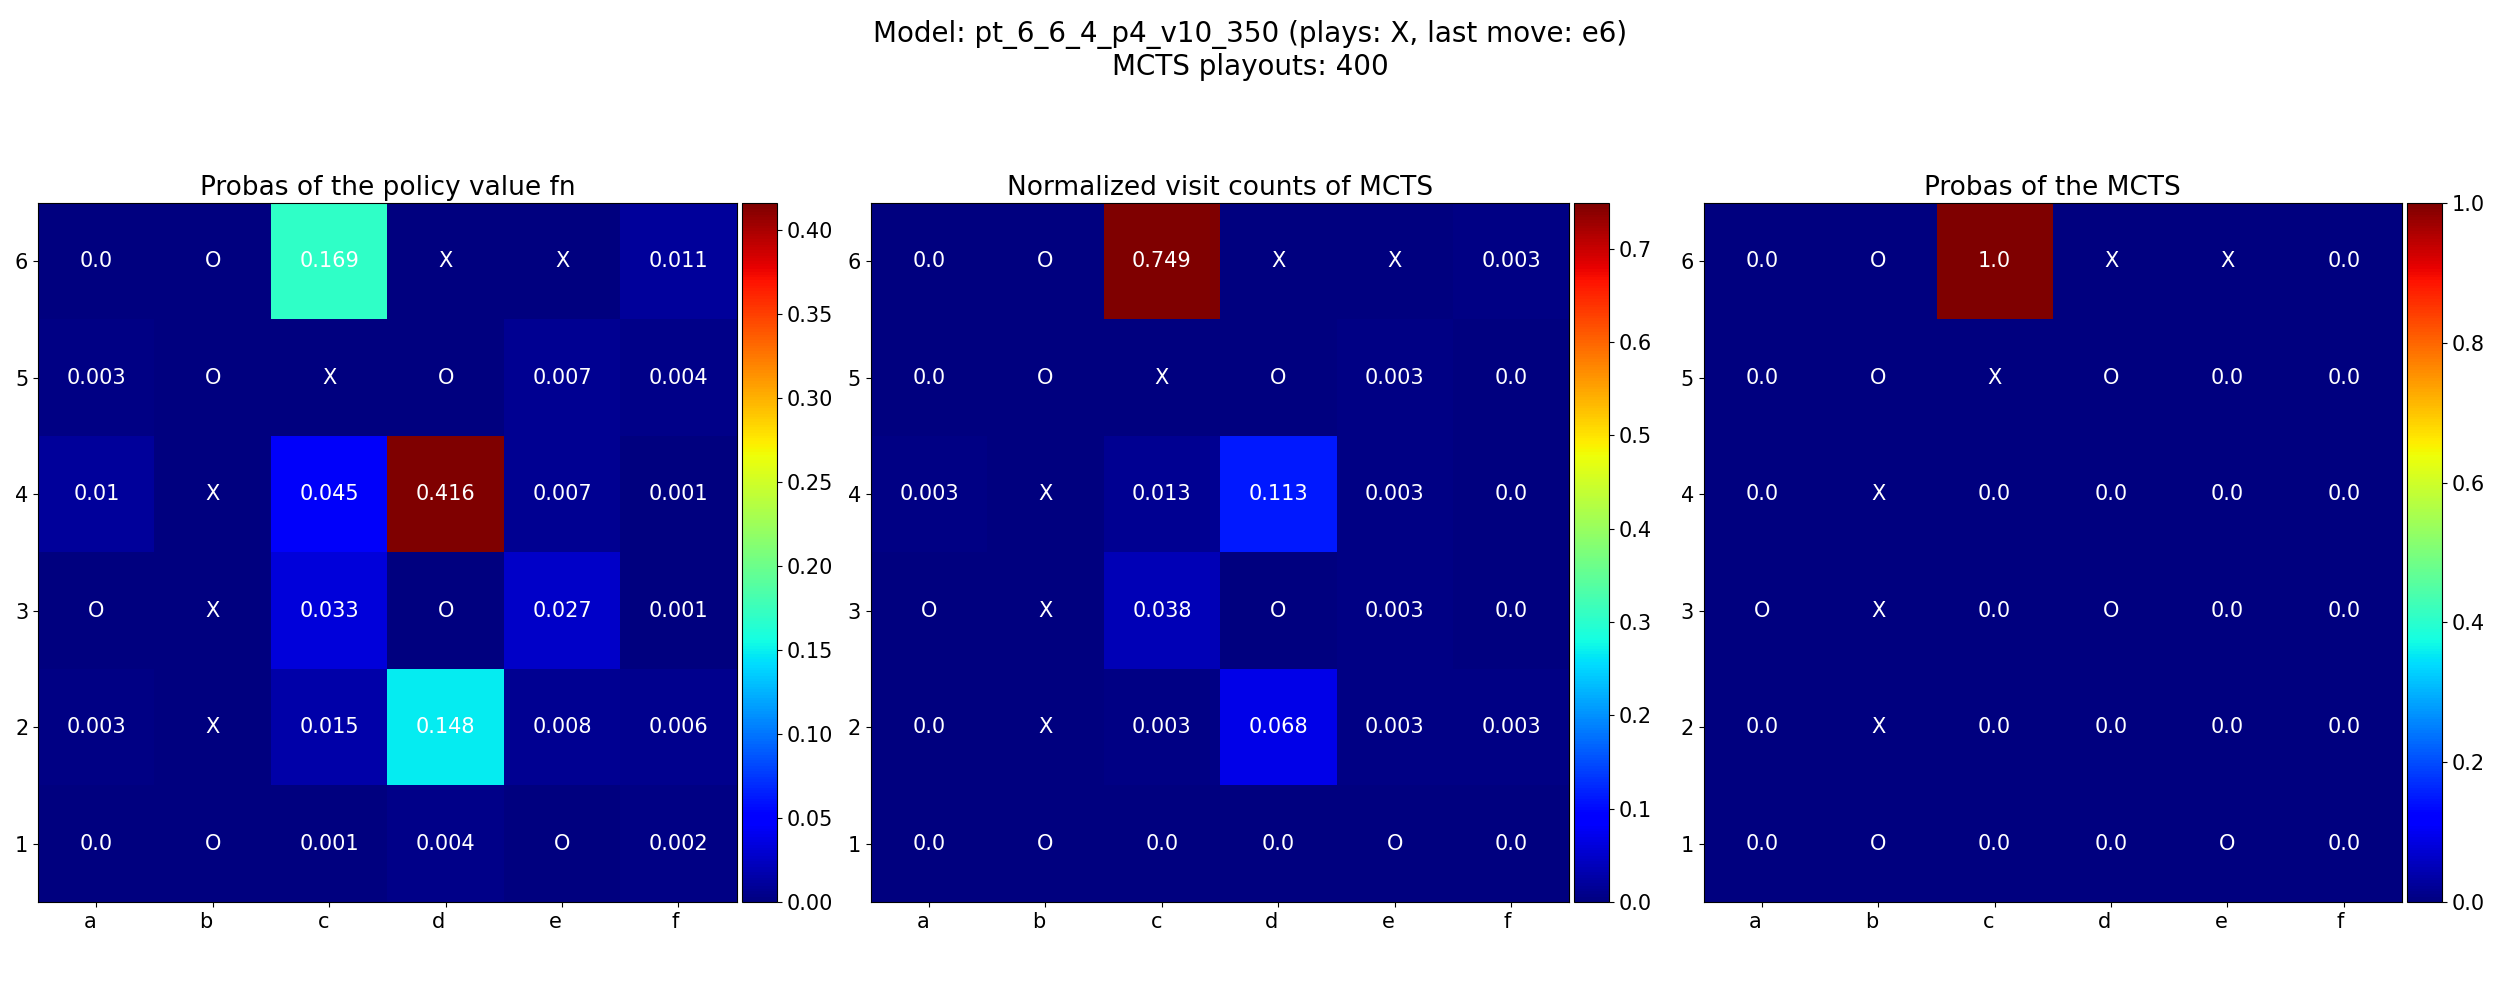 Model: pt_6_6_4_p4_v10_350 (plays: X, last move: e6)
MCTS playouts: 400
Probas of the policy value fn
6 0.0 O 0.169 X X 0.011
5 0.003 O X O 0.007 0.004
4 0.01 X 0.045 0.416 0.007 0.001
3 O X 0.033 O 0.027 0.001
2 0.003 X 0.015 0.148 0.008 0.006
1 0.0 O 0.001 0.004 O 0.002
a b c d e f
0.40
0.35
0.30
0.25
0.20
0.15
0.10
0.05
0.00
Normalized visit counts of MCTS
6 0.0 O 0.749 X X 0.003
5 0.0 O X O 0.003 0.0
4 0.003 X 0.013 0.113 0.003 0.0
3 O X 0.038 O 0.003 0.0
2 0.0 X 0.003 0.068 0.003 0.003
1 0.0 O 0.0 0.0 O 0.0
a b c d e f
0.7
0.6
0.5
0.4
0.3
0.2
0.1
0.0
Probas of the MCTS
6 0.0 O 1.0 X X 0.0
5 0.0 O X O 0.0 0.0
4 0.0 X 0.0 0.0 0.0 0.0
3 O X 0.0 O 0.0 0.0
2 0.0 X 0.0 0.0 0.0 0.0
1 0.0 O 0.0 0.0 O 0.0
a b c d e f
1.0
0.8
0.6
0.4
0.2
0.0